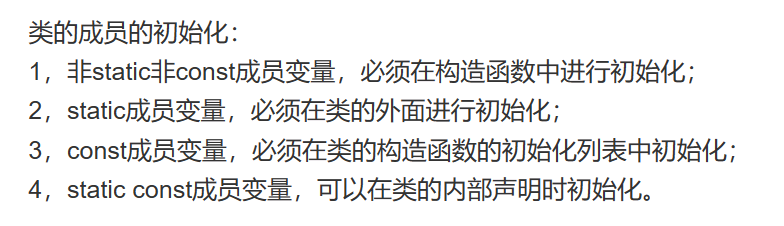 类的成员的初始化：
1，非static非const成员变量，必须在构造函数中进行初始化；
2，static成员变量，必须在类的外面进行初始化；
3，const成员变量，必须在类的构造函数的初始化列表中初始化；
4，static const成员变量，可以在类的内部声明时初始化。